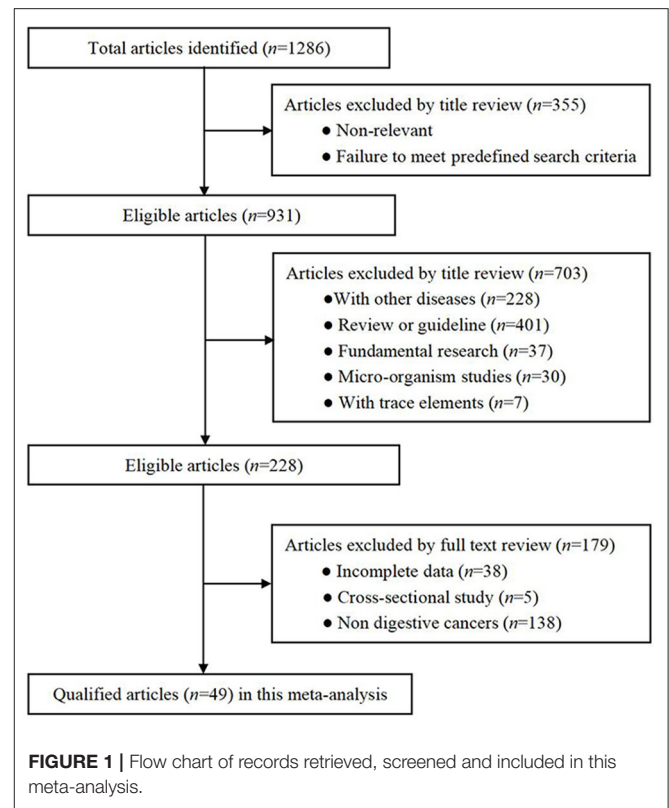 Total articles identified (n=1286)
Articles excluded by title review (n=355)
● Non-relevant
● Failure to meet predefined search criteria
Eligible articles (n=931)
Articles excluded by title review (n=703)
●With other diseases (n=228)
● Review or guideline (n=401)
● Fundamental research (n=37)
● Micro-organism studies (n=30)
● With trace elements (n=7)
Eligible articles (n=228)
Articles excluded by full text review (n=179)
● Incomplete data (n=38)
● Cross-sectional study (n=5)
● Non digestive cancers (n=138)
Qualified articles (n=49) in this meta-analysis
FIGURE 1 | Flow chart of records retrieved, screened and included in this
meta-analysis.